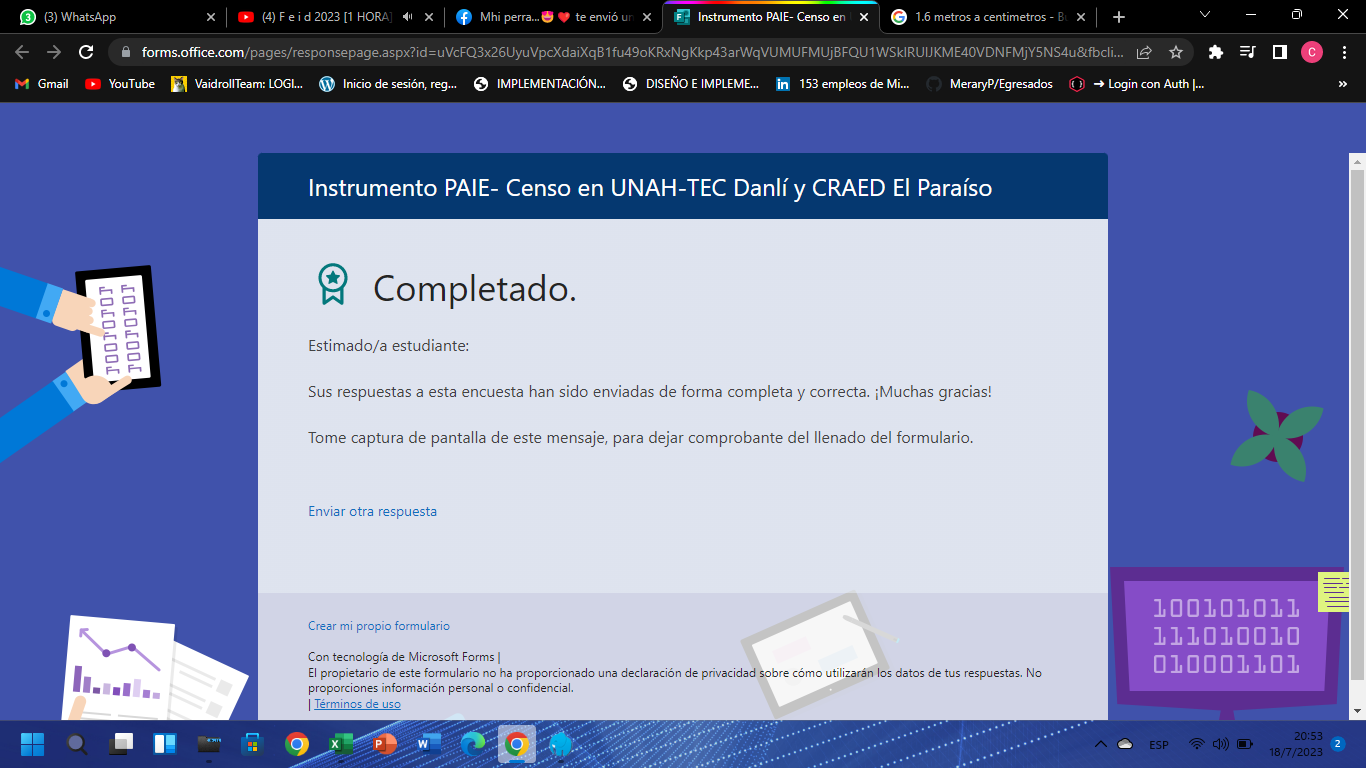 (3) WhatsApp
(4) F e i d 2023 [1 HORA]
Mhi perra...😍❤️ te envió un
Instrumento PAIE- Censo en
1.6 metros a centimetros - B
forms.office.com/pages/responsepage.aspx?id=uVcFQ3x26UyuVpcXdaiXqB1fu49oKRxNgKkp43arWqVUMUFMUjBFQU1WSklRUlJKME40VDNFMjY5NS4u&fbcli...
C
Gmail
YouTube
VaidrollTeam: LOGI...
Inicio de sesión, reg...
IMPLEMENTACIÓN...
DISEÑO E IMPLEME...
153 empleos de Mi...
MeraryP/Egresados
➙ Login con Auth |...
»
Instrumento PAIE- Censo en UNAH-TEC Danlí y CRAED El Paraíso
Completado.
Estimado/a estudiante:
Sus respuestas a esta encuesta han sido enviadas de forma completa y correcta. ¡Muchas gracias!
Tome captura de pantalla de este mensaje, para dejar comprobante del llenado del formulario.
Enviar otra respuesta
100101011
111010010
010001101
Crear mi propio formulario
Con tecnología de Microsoft Forms |
El propietario de este formulario no ha proporcionado una declaración de privacidad sobre cómo utilizarán los datos de tus respuestas. No
proporciones información personal o confidencial.
| Términos de uso
ESP
20:53
18/7/2023
2